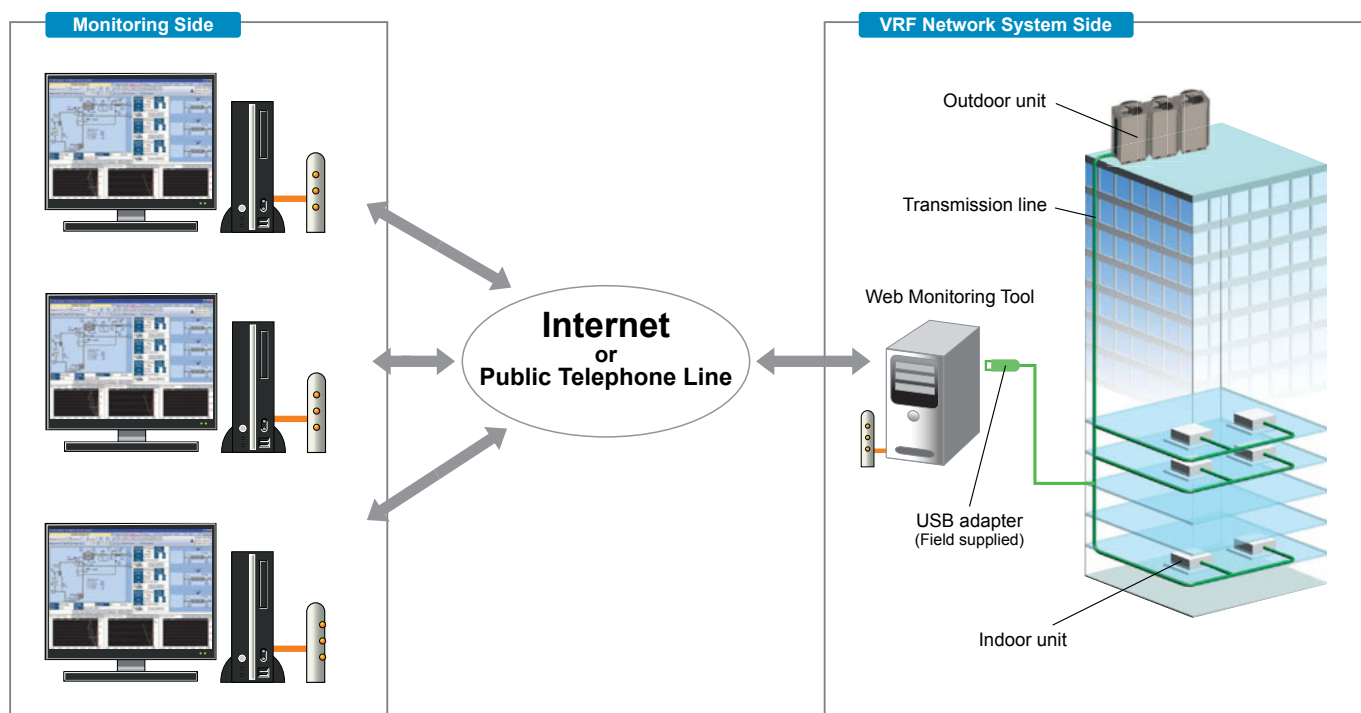 Monitoring Side
VRF Network System Side
Outdoor unit
Transmission line
Internet
or
Public Telephone Line
Web Monitoring Tool
USB adapter
(Field supplied)
Indoor unit